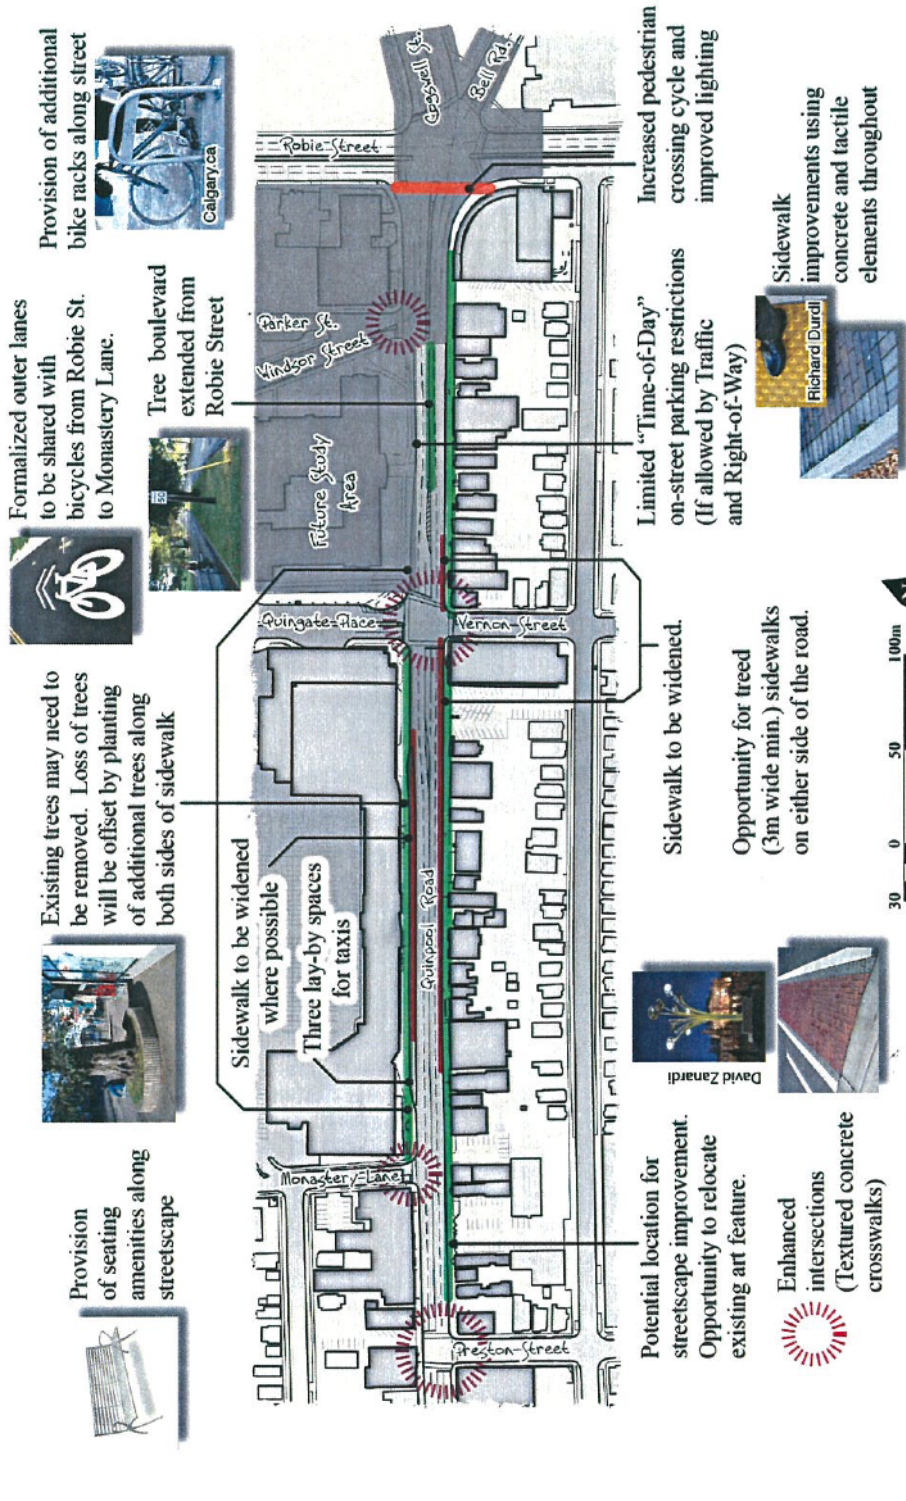 Provision
of seating
amenities along
streetscape
Existing trees may need to
be removed. Loss of trees
will be offset by planting
of additional trees along
both sides of sidewalk
Formalized outer lanes
to be shared with
bicycles from Robie St.
to Monastery Lane.
Tree boulevard
extended from
Robie Street
Provision of additional
bike racks along street
Calgary.ca
Sidewalk to be widened
where possible
Three lay-by spaces
for taxis
Monastery-Lane
Quingate-Place
Future Study
Area
Windsor Street
Parker St.
Robie-Street
Cogswell St.
Bell Rd.
Quinpool Road
Preston-Street
Vernon-Street
Potential location for
streetscape improvement.
Opportunity to relocate
existing art feature.
David Zanardi
Enhanced
intersections
(Textured concrete
crosswalks)
Sidewalk to be widened.
Opportunity for treed
(3m wide min.) sidewalks
on either side of the road.
Limited "Time-of-Day"
on-street parking restrictions
(If allowed by Traffic
and Right-of-Way)
Increased pedestrian
crossing cycle and
improved lighting
Richard Durdl
Sidewalk
improvements using
concrete and tactile
elements throughout
30 0 50 100m